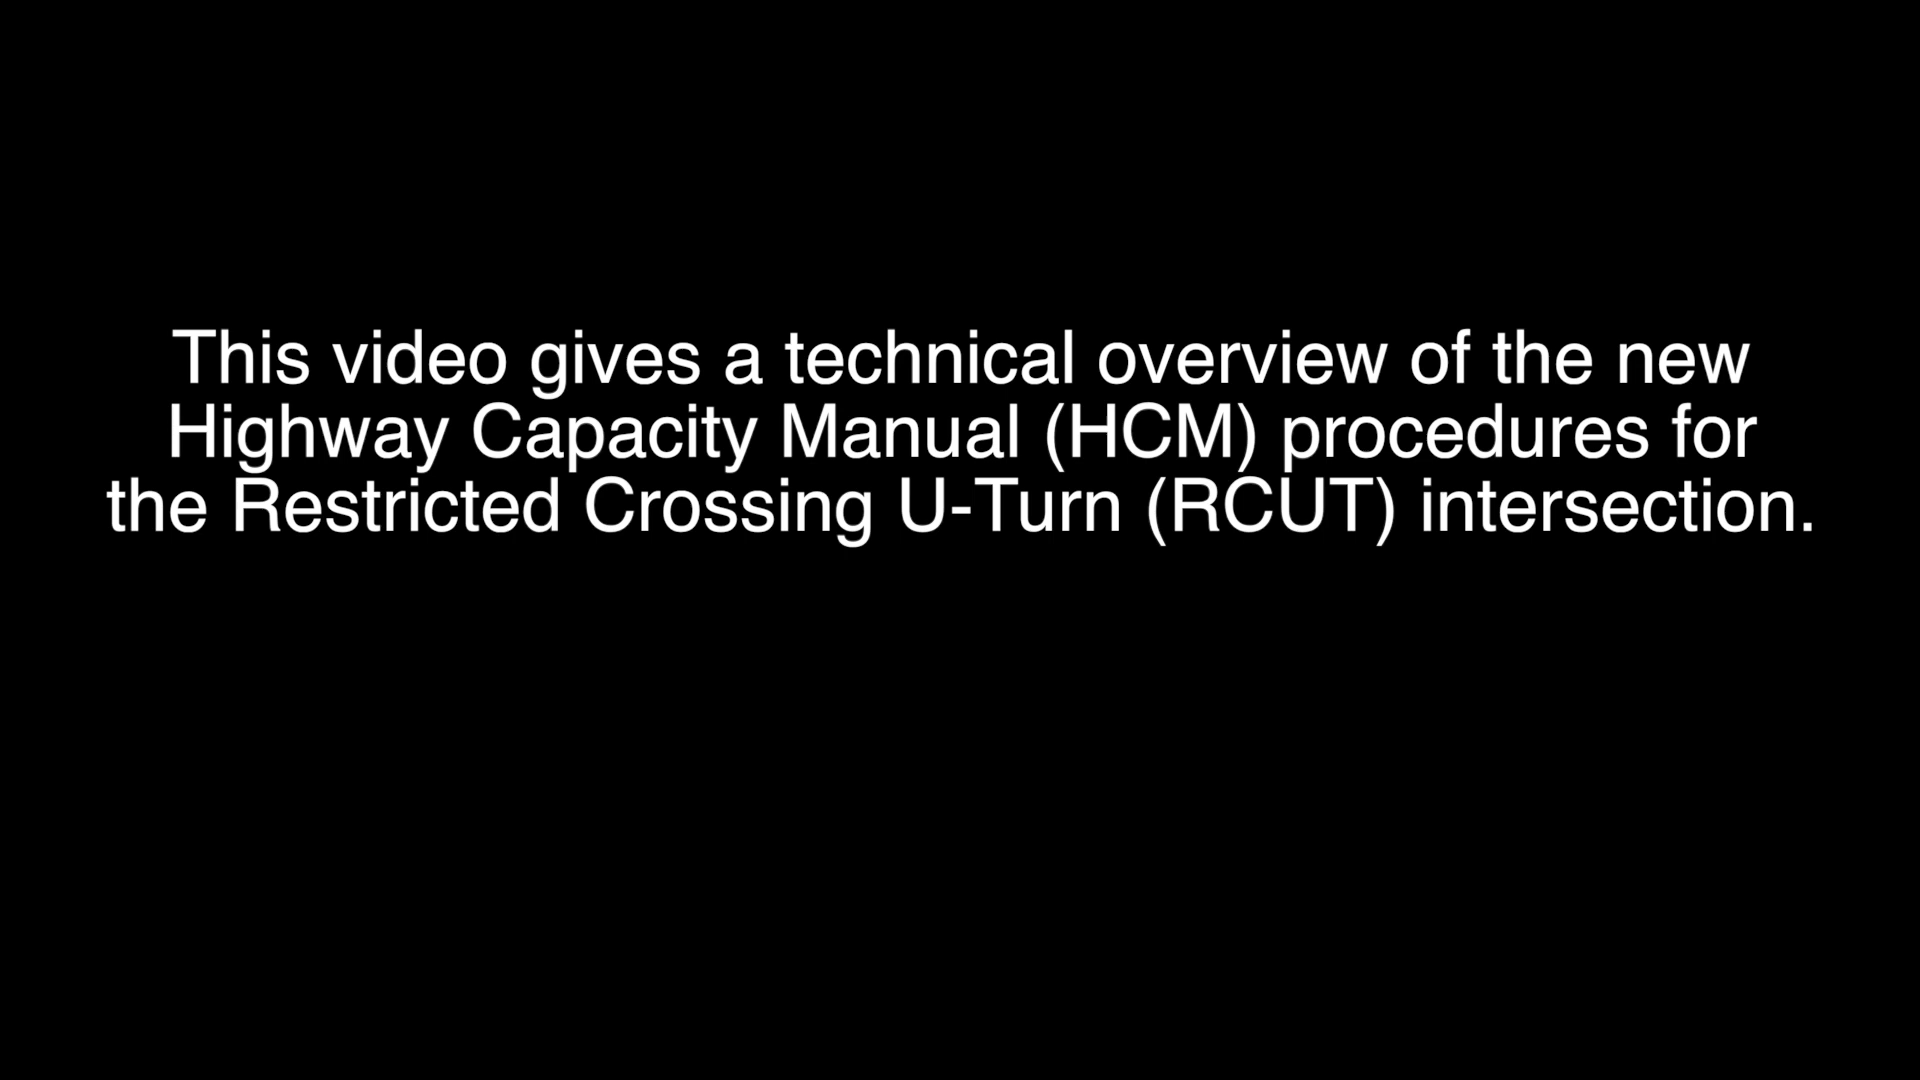 This video gives a technical overview of the new
Highway Capacity Manual (HCM) procedures for
the Restricted Crossing U-Turn (RCUT) intersection.